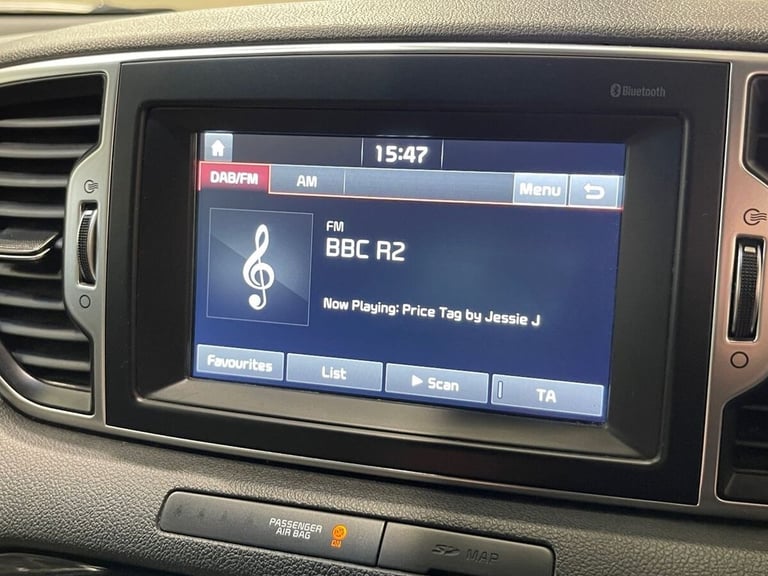 Bluetooth
15:47
DAB/FM AM Menu
FM
BBC R2
Now Playing: Price Tag by Jessie J
Favourites List Scan TA
PASSENGER
AIR BAG
ON
SD MAP